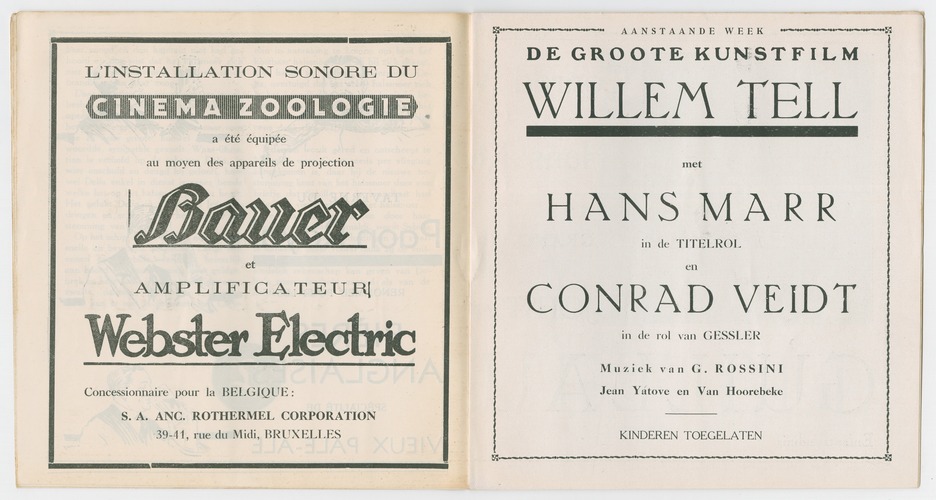 L'INSTALLATION SONORE DU
CINEMA ZOOLOGIE
a été équipée
au moyen des appareils de projection
Bauer
et
AMPLIFICATEUR
Webster Electric
Concessionnaire pour la BELGIQUE:
S. A. ANC. ROTHERMEL CORPORATION
39-41, rue du Midi, BRUXELLES
AANSTAANDE WEEK
DE GROOTE KUNSTFILM
WILLEM TELL
met
HANS MARR
in de TITELROL
en
CONRAD VEIDT
in de rol van GESSLER
Muziek van G. ROSSINI
Jean Yatove en Van Hoorebeke
KINDEREN TOEGELATEN